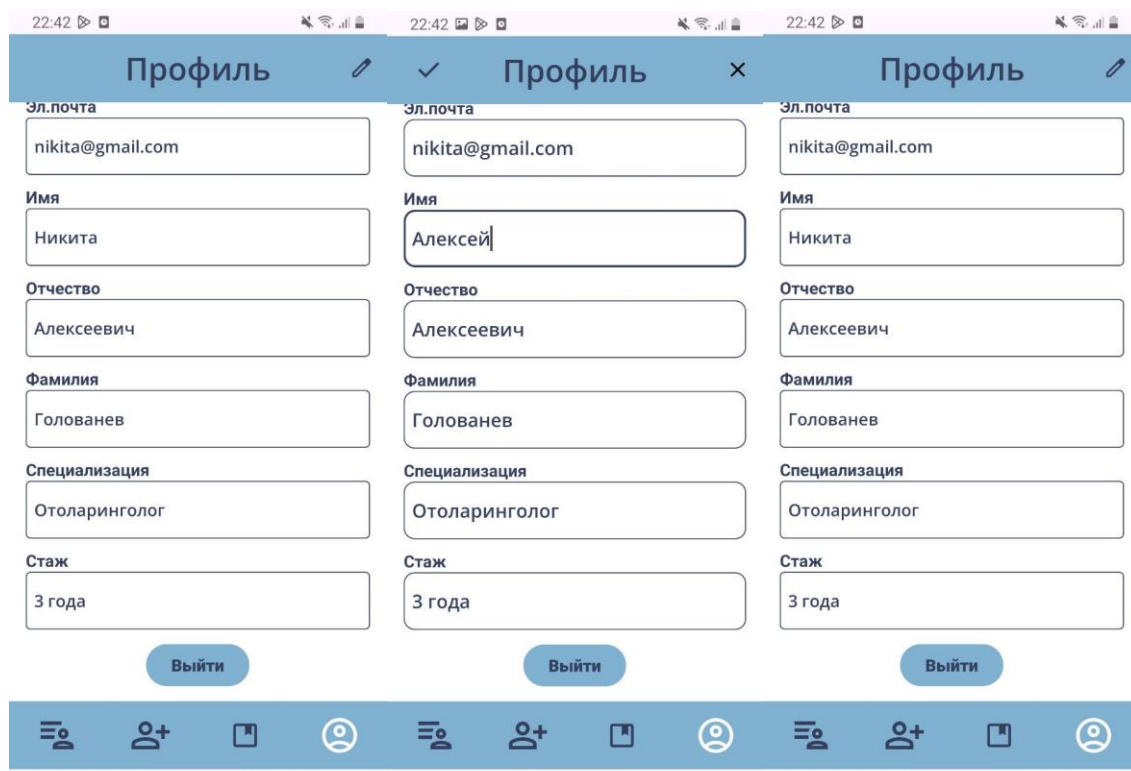 22:42
Профиль
Эл.почта
nikita@gmail.com
Имя
Никита
Отчество
Алексеевич
Фамилия
Голованев
Специализация
Отоларинголог
Стаж
3 года
Выйти
22:42
Профиль
Эл.почта
nikita@gmail.com
Имя
Алексей
Отчество
Алексеевич
Фамилия
Голованев
Специализация
Отоларинголог
Стаж
3 года
Выйти
22:42
Профиль
Эл.почта
nikita@gmail.com
Имя
Никита
Отчество
Алексеевич
Фамилия
Голованев
Специализация
Отоларинголог
Стаж
3 года
Выйти